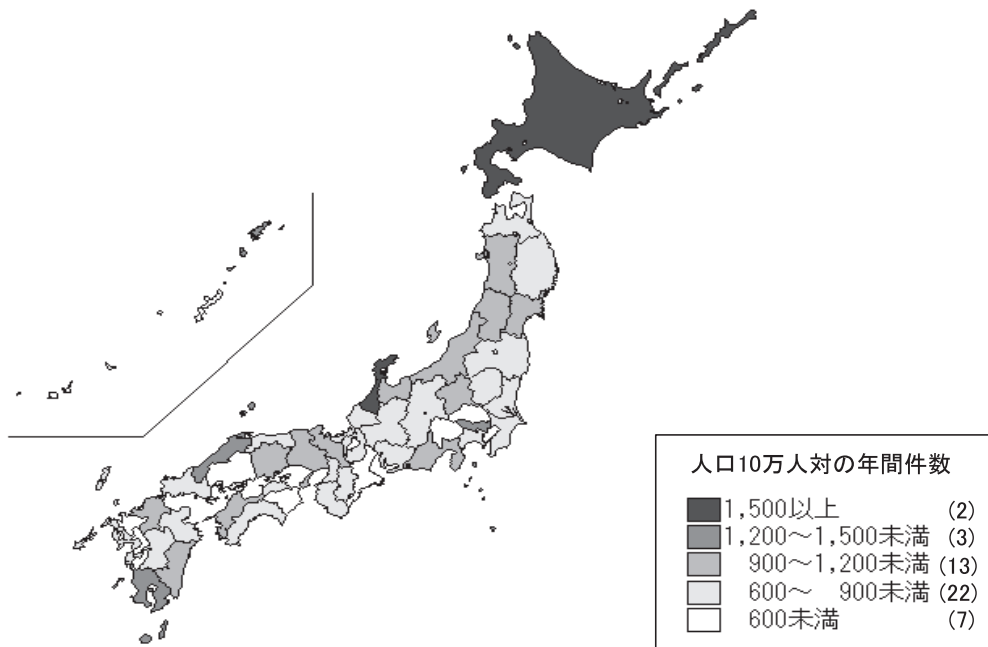 人口10万人対の年間件数
1,500以上 (2)
1,200～1,500未満 (3)
900～1,200未満 (13)
600～ 900未満 (22)
600未満 (7)